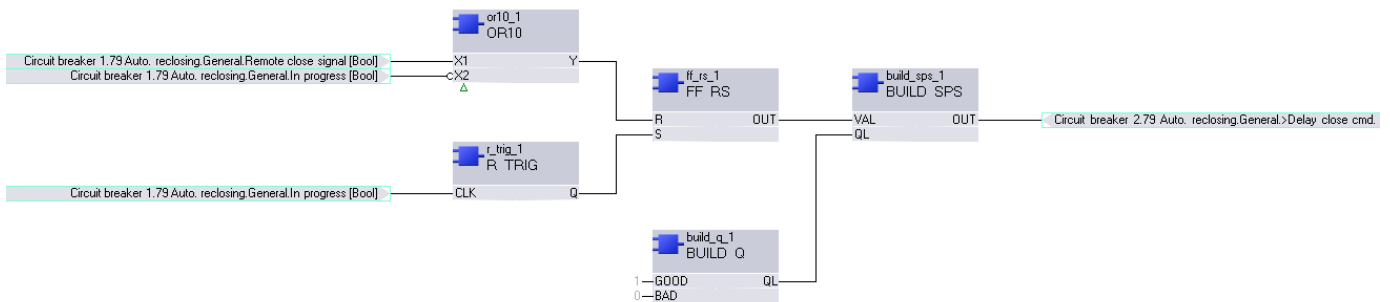 or10_1
OR10
Circuit breaker 1.79 Auto. reclosing.General.Remote close signal [Bool]
X1
Y
Circuit breaker 1.79 Auto. reclosing.General.In progress [Bool]
X2
ff_rs_1
FF RS
R
OUT
S
build_sps_1
BUILD SPS
VAL
OUT
QL
Circuit breaker 2.79 Auto. reclosing.General.>Delay close cmd.
r_trig_1
R TRIG
Circuit breaker 1.79 Auto. reclosing.General.In progress [Bool]
CLK
Q
build_q_1
BUILD Q
1
GOOD
QL
0
BAD